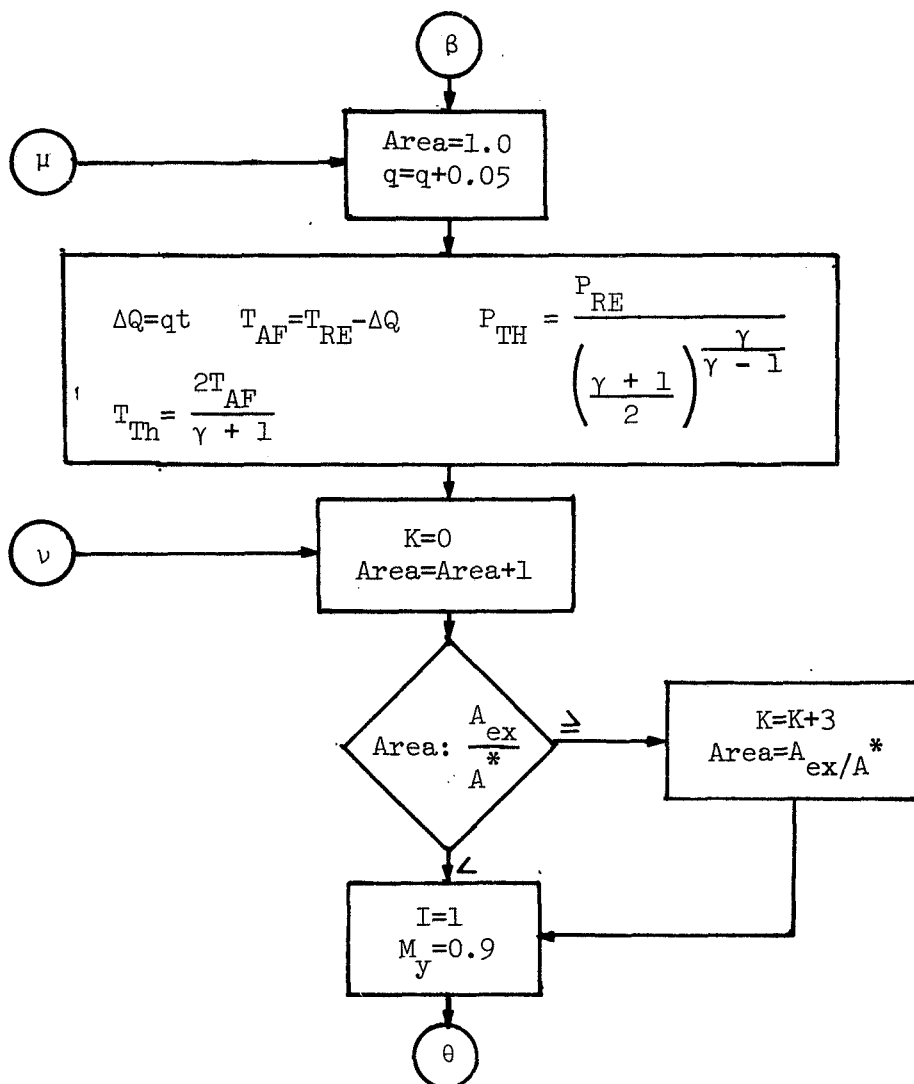 β
μ
Area=1.0
q=q+0.05
ΔQ=qt T_AF=T_RE-ΔQ P_TH = P_RE / ((γ + 1)/2)^(γ/(γ - 1))
T_Th= 2T_AF/(γ + 1)
ν
K=0
Area=Area+1
Area: A_ex/A^*
≥
K=K+3
Area=A_ex/A^*
<
I=1
M_y=0.9
θ